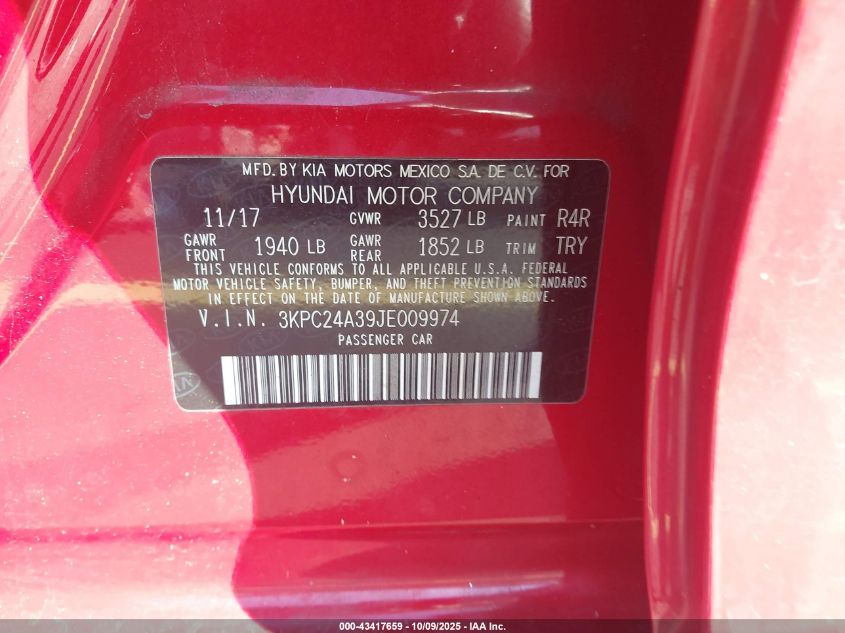 MFD. BY KIA MOTORS MEXICO S.A. DE C.V. FOR
HYUNDAI MOTOR COMPANY
11/17 GVWR 3527 LB PAINT R4R
GAWR FRONT 1940 LB GAWR REAR 1852 LB TRIM TRY
THIS VEHICLE CONFORMS TO ALL APPLICABLE U.S.A. FEDERAL
MOTOR VEHICLE SAFETY, BUMPER, AND THEFT PREVENTION STANDARDS
IN EFFECT ON THE DATE OF MANUFACTURE SHOWN ABOVE.
V.I.N. 3KPC24A39JE009974
PASSENGER CAR
000-43417659 - 10/09/2025 - IAA Inc.